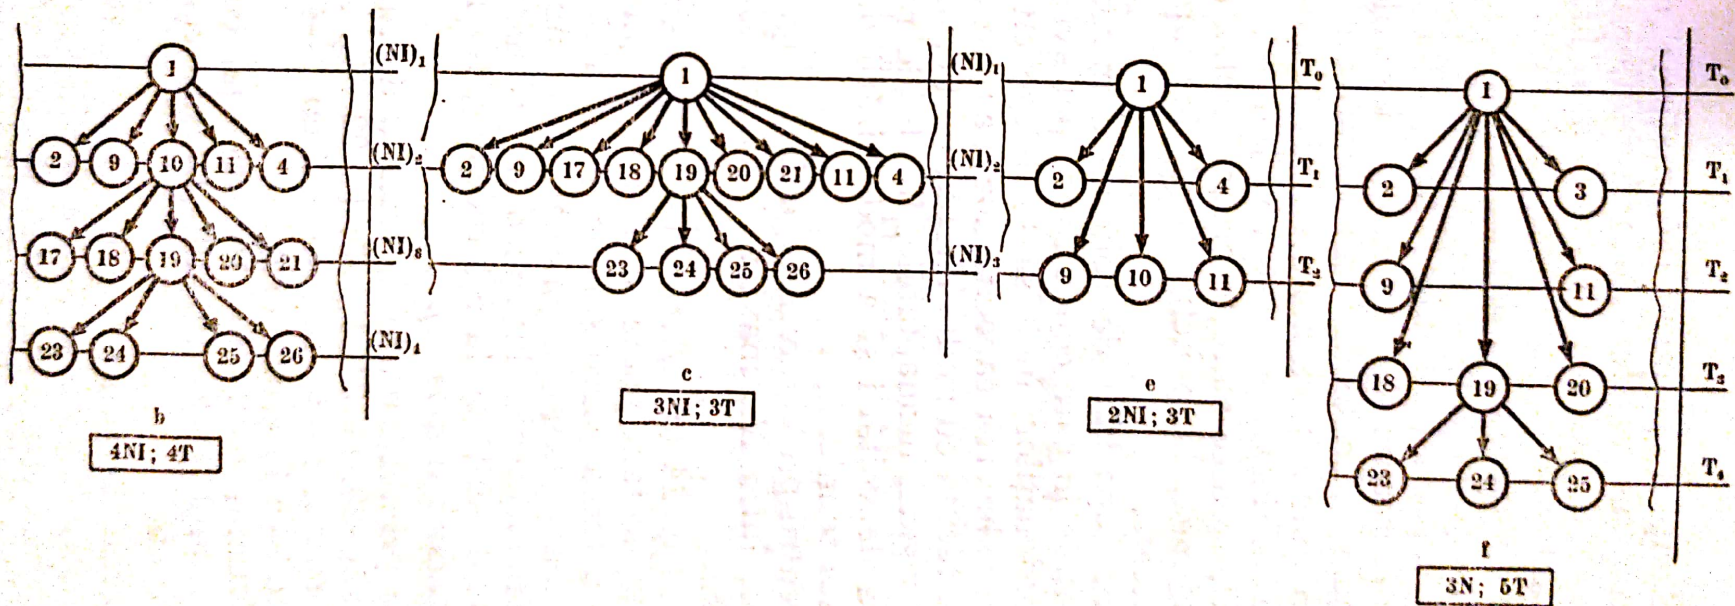 1 (NI)₁
2 9 10 11 4 (NI)₂
17 18 19 20 21 (NI)₃
23 24 25 26 (NI)₄
b
4NI; 4T
1 (NI)₁
2 9 17 18 19 20 21 11 4 (NI)₂
23 24 25 26 (NI)₃
c
3NI; 3T
1 T₀
2 4 T₁
9 10 11 T₂
e
2NI; 3T
1 T₀
2 3 T₁
9 11 T₂
18 19 20 T₃
23 24 25 T₄
f
3N; 5T